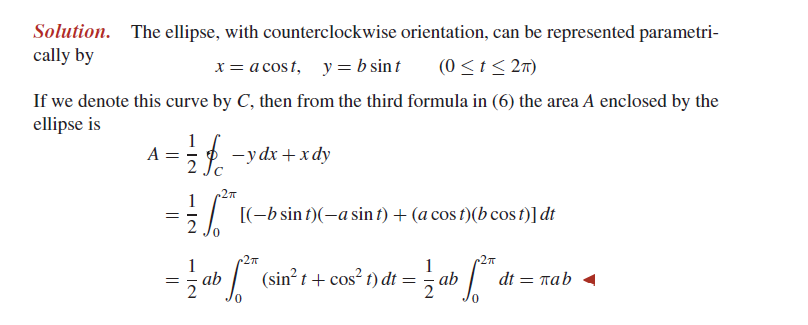 Solution. The ellipse, with counterclockwise orientation, can be represented parametri-
cally by
x = a cos t, y = b sin t (0 ≤ t ≤ 2π)
If we denote this curve by C, then from the third formula in (6) the area A enclosed by the
ellipse is
A = 1/2 ∮_C −y dx + x dy
= 1/2 ∫_0^{2π} [(−b sin t)(−a sin t) + (a cos t)(b cos t)] dt
= 1/2 ab ∫_0^{2π} (sin² t + cos² t) dt = 1/2 ab ∫_0^{2π} dt = πab ◀